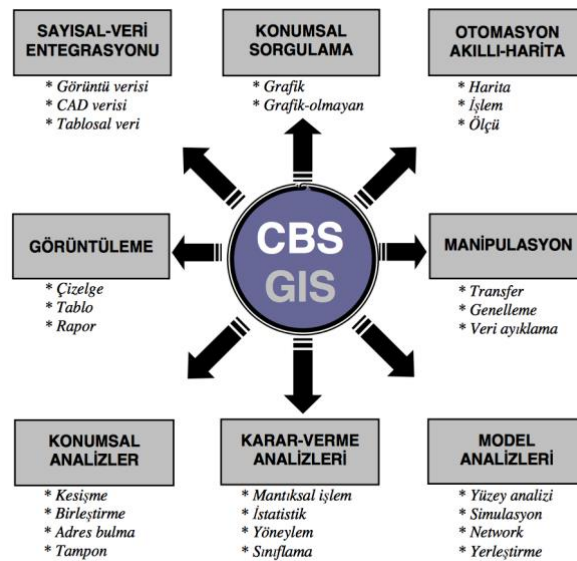 SAYISAL-VERİ
ENTEGRASYONU
* Görüntü verisi
* CAD verisi
* Tablosal veri
KONUMSAL
SORGULAMA
* Grafik
* Grafik-olmayan
OTOMASYON
AKILLI-HARİTA
* Harita
* İşlem
* Ölçü
GÖRÜNTÜLEME
* Çizelge
* Tablo
* Rapor
CBS
GIS
MANİPULASYON
* Transfer
* Genelleme
* Veri ayıklama
KONUMSAL
ANALİZLER
* Kesişme
* Birleştirme
* Adres bulma
* Tampon
KARAR-VERME
ANALİZLERİ
* Mantıksal işlem
* İstatistik
* Yöneylem
* Sınıflama
MODEL
ANALİZLERİ
* Yüzey analizi
* Simulasyon
* Network
* Yerleştirme